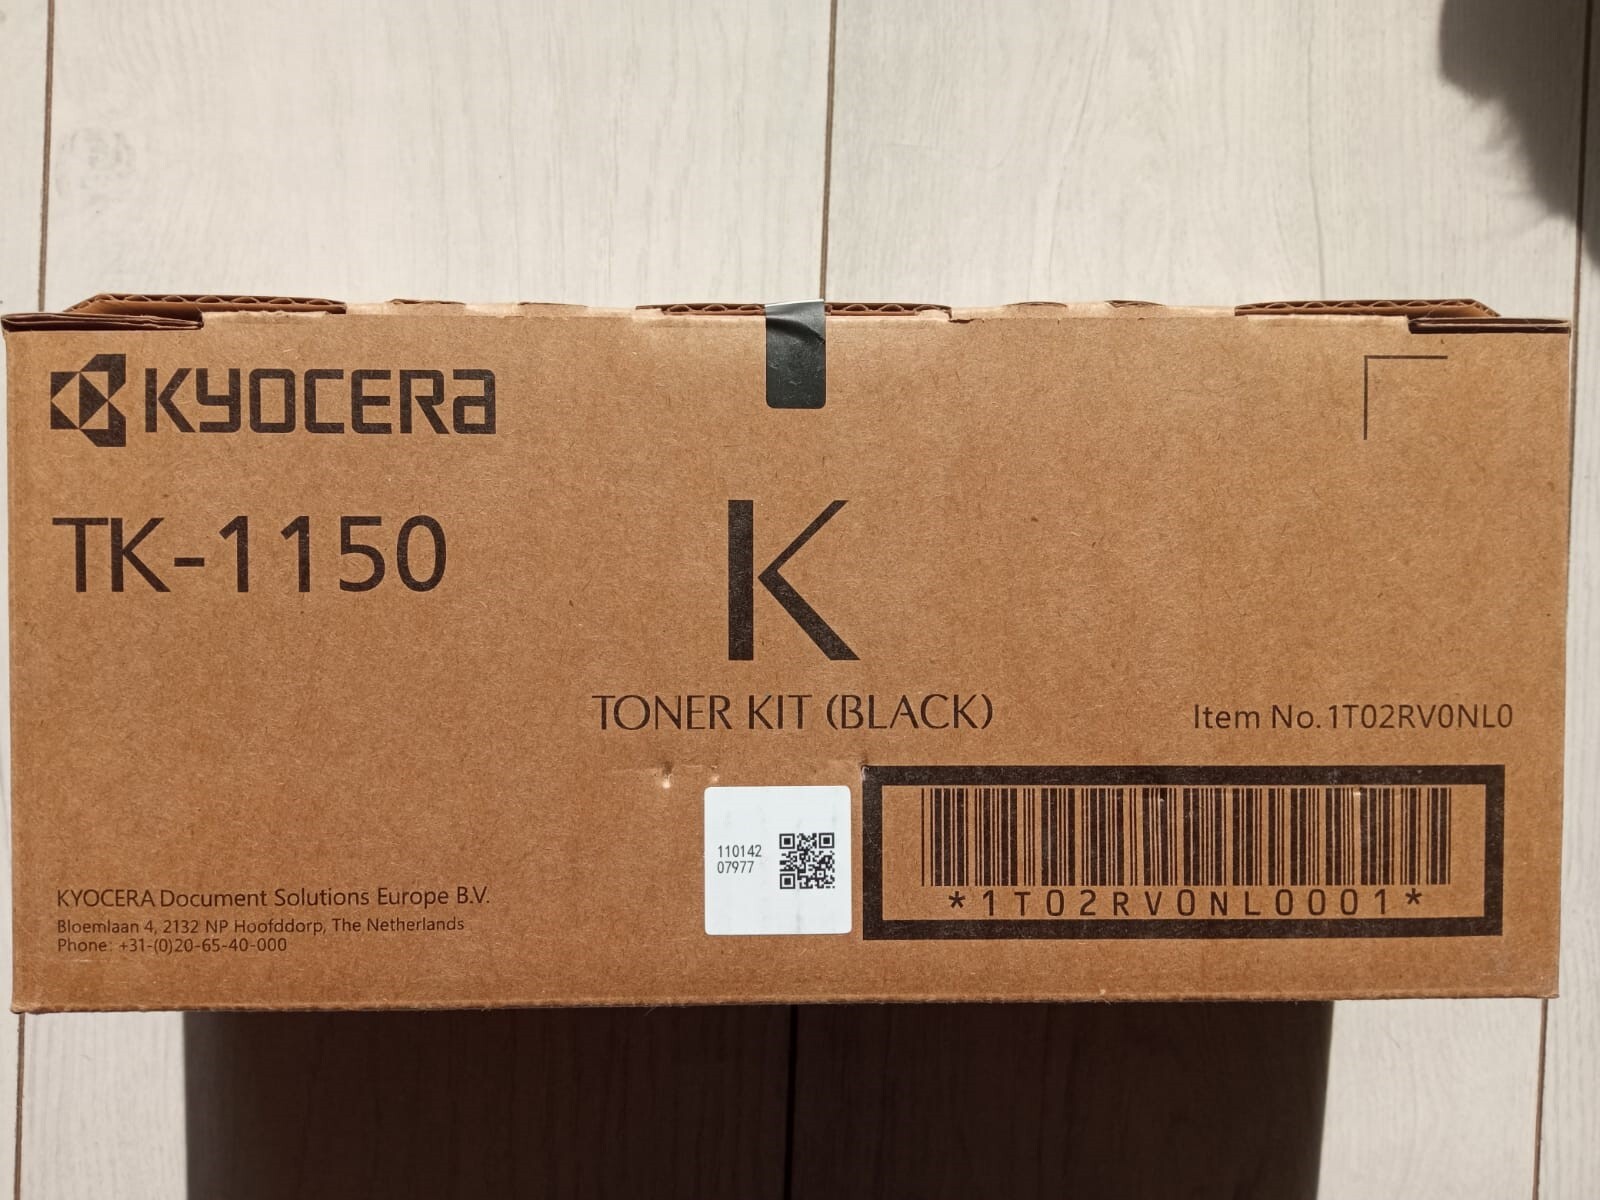 KYOCERA
TK-1150
K
TONER KIT (BLACK)
Item No. 1T02RV0NL0
110142
07977
*1T02RV0NL0001*
KYOCERA Document Solutions Europe B.V.
Bloemlaan 4, 2132 NP Hoofddorp, The Netherlands
Phone: +31-(0)20-65-40-000